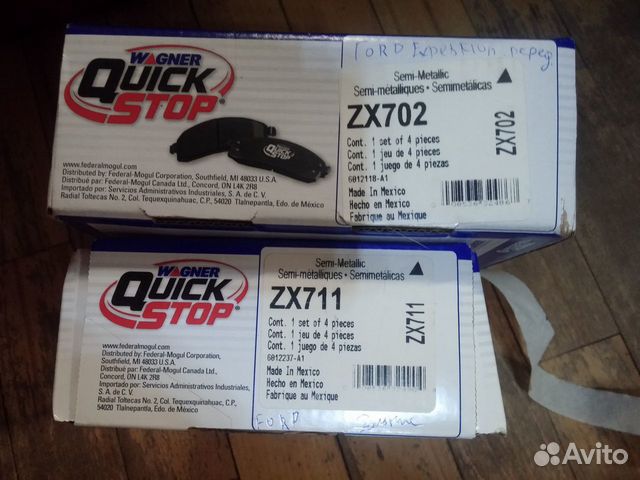 FORD Expedition перед.
WAGNER
QUICK
STOP
Semi-Metallic
Semi-métalliques • Semimetálicas
ZX702
Cont. 1 set of 4 pieces
Cont. 1 jeu de 4 pieces
Cont. 1 juego de 4 piezas
6012118-A1
Made In Mexico
Hecho en Mexico
Fabrique au Mexique
ZX702
QUICK
STOP
www.federalmogul.com
Distributed by: Federal-Mogul Corporation, Southfield, MI 48033 U.S.A.
Distribué par: Federal-Mogul Canada Ltd., Concord, ON L4K 2R8
Importado por: Servicios Administrativos Industriales, S. A. de C. V.
Radial Toltecas No. 2, Col. Tequexquinahuac, C.P., 54020 Tlalnepantla, Edo. de México
WAGNER
QUICK
STOP
Semi-Metallic
Semi-métalliques • Semimetálicas
ZX711
Cont. 1 set of 4 pieces
Cont. 1 jeu de 4 pieces
Cont. 1 juego de 4 piezas
6012237-A1
Made In Mexico
Hecho en Mexico
Fabrique au Mexique
ZX711
www.federalmogul.com
Distributed by: Federal-Mogul Corporation,
Southfield, MI 48033 U.S.A.
Distribué par: Federal-Mogul Canada Ltd.,
Concord, ON L4K 2R8
Importado por: Servicios Administrativos Industriales,
S. A. de C.V.
Radial Toltecas No. 2, Col. Tequexquinahuac, C.P.,
54020 Tlalnepantla, Edo. de México
FORD
Avito